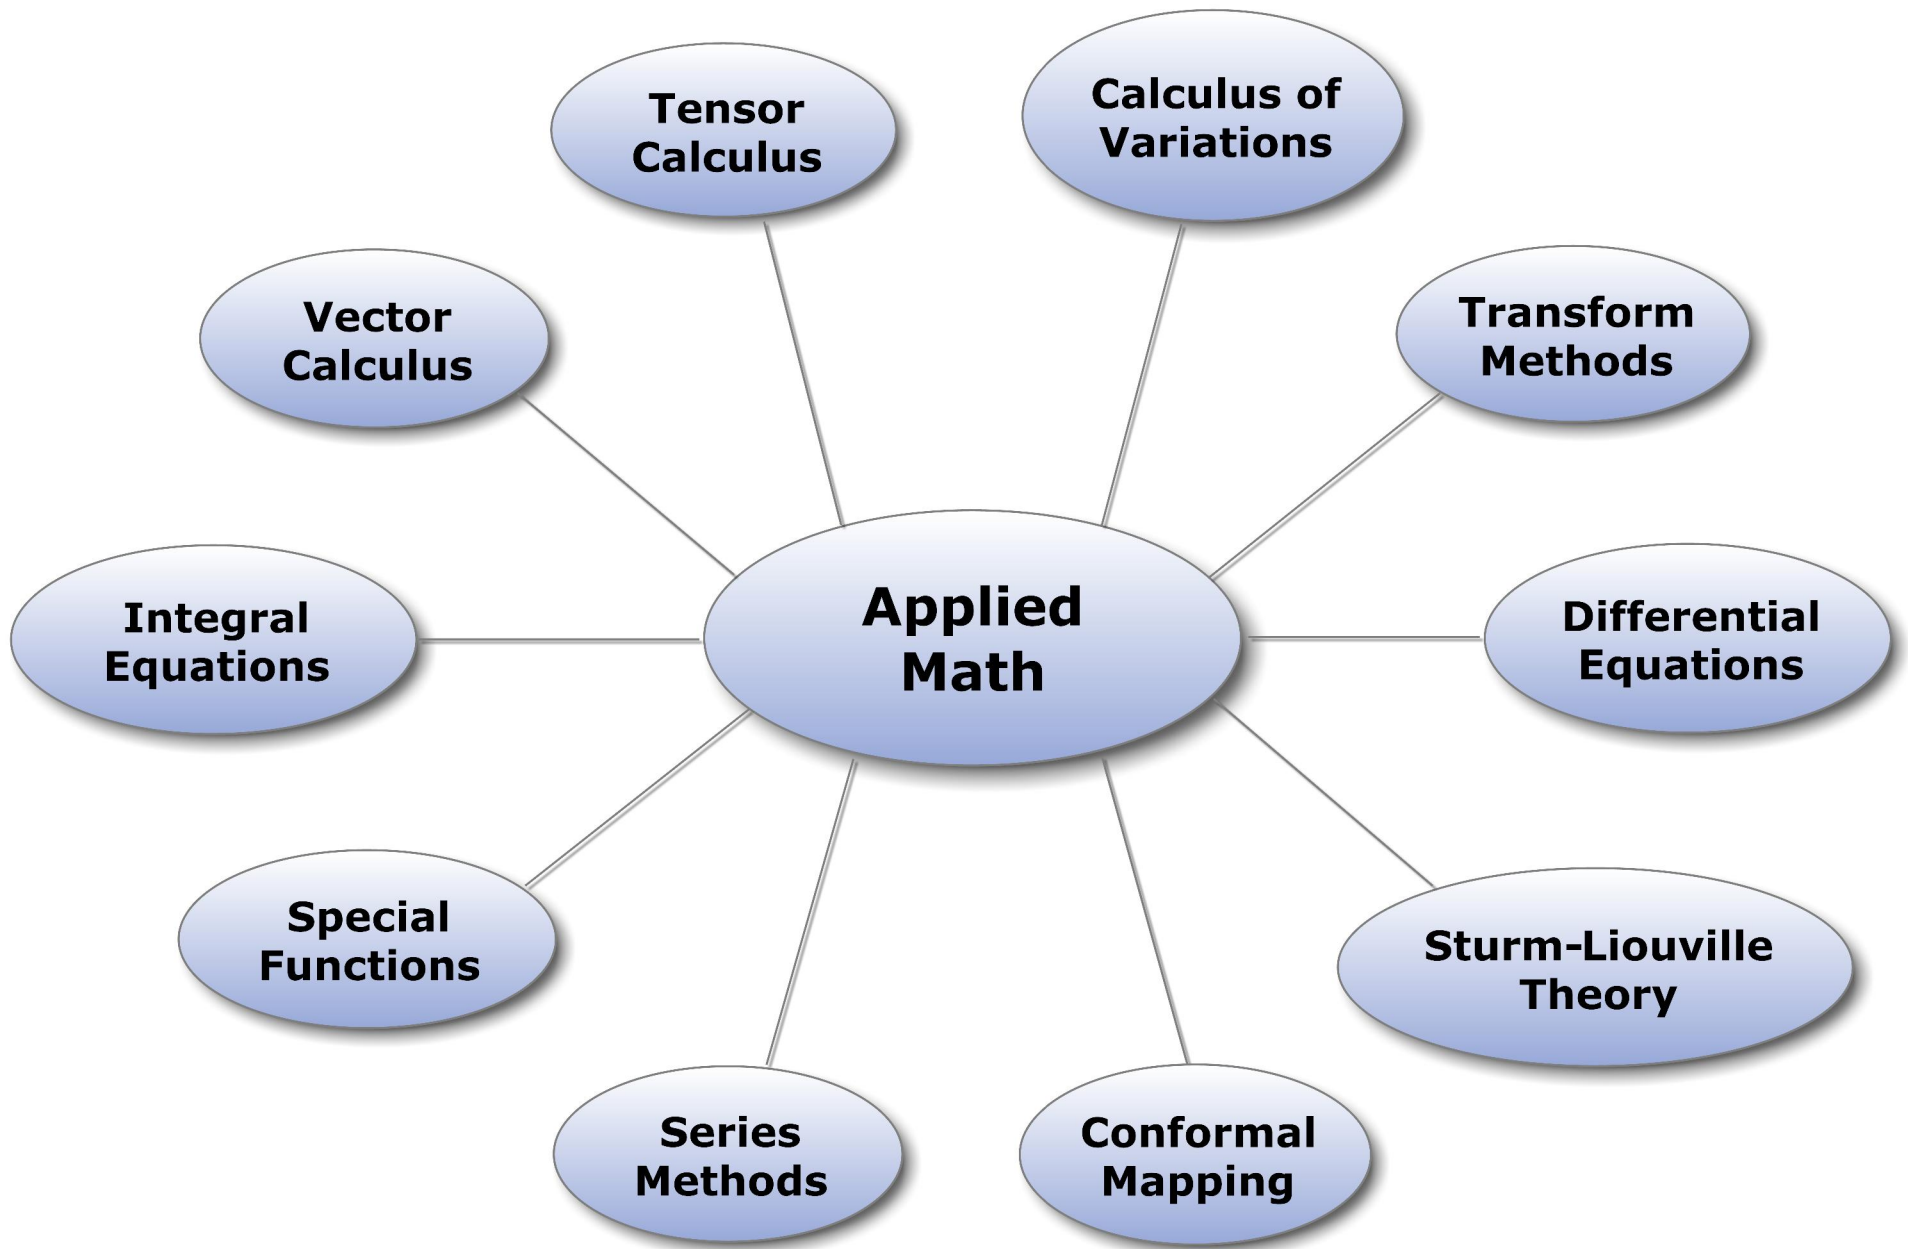 Tensor
Calculus
Calculus of
Variations
Vector
Calculus
Transform
Methods
Applied
Math
Integral
Equations
Differential
Equations
Special
Functions
Sturm-Liouville
Theory
Series
Methods
Conformal
Mapping